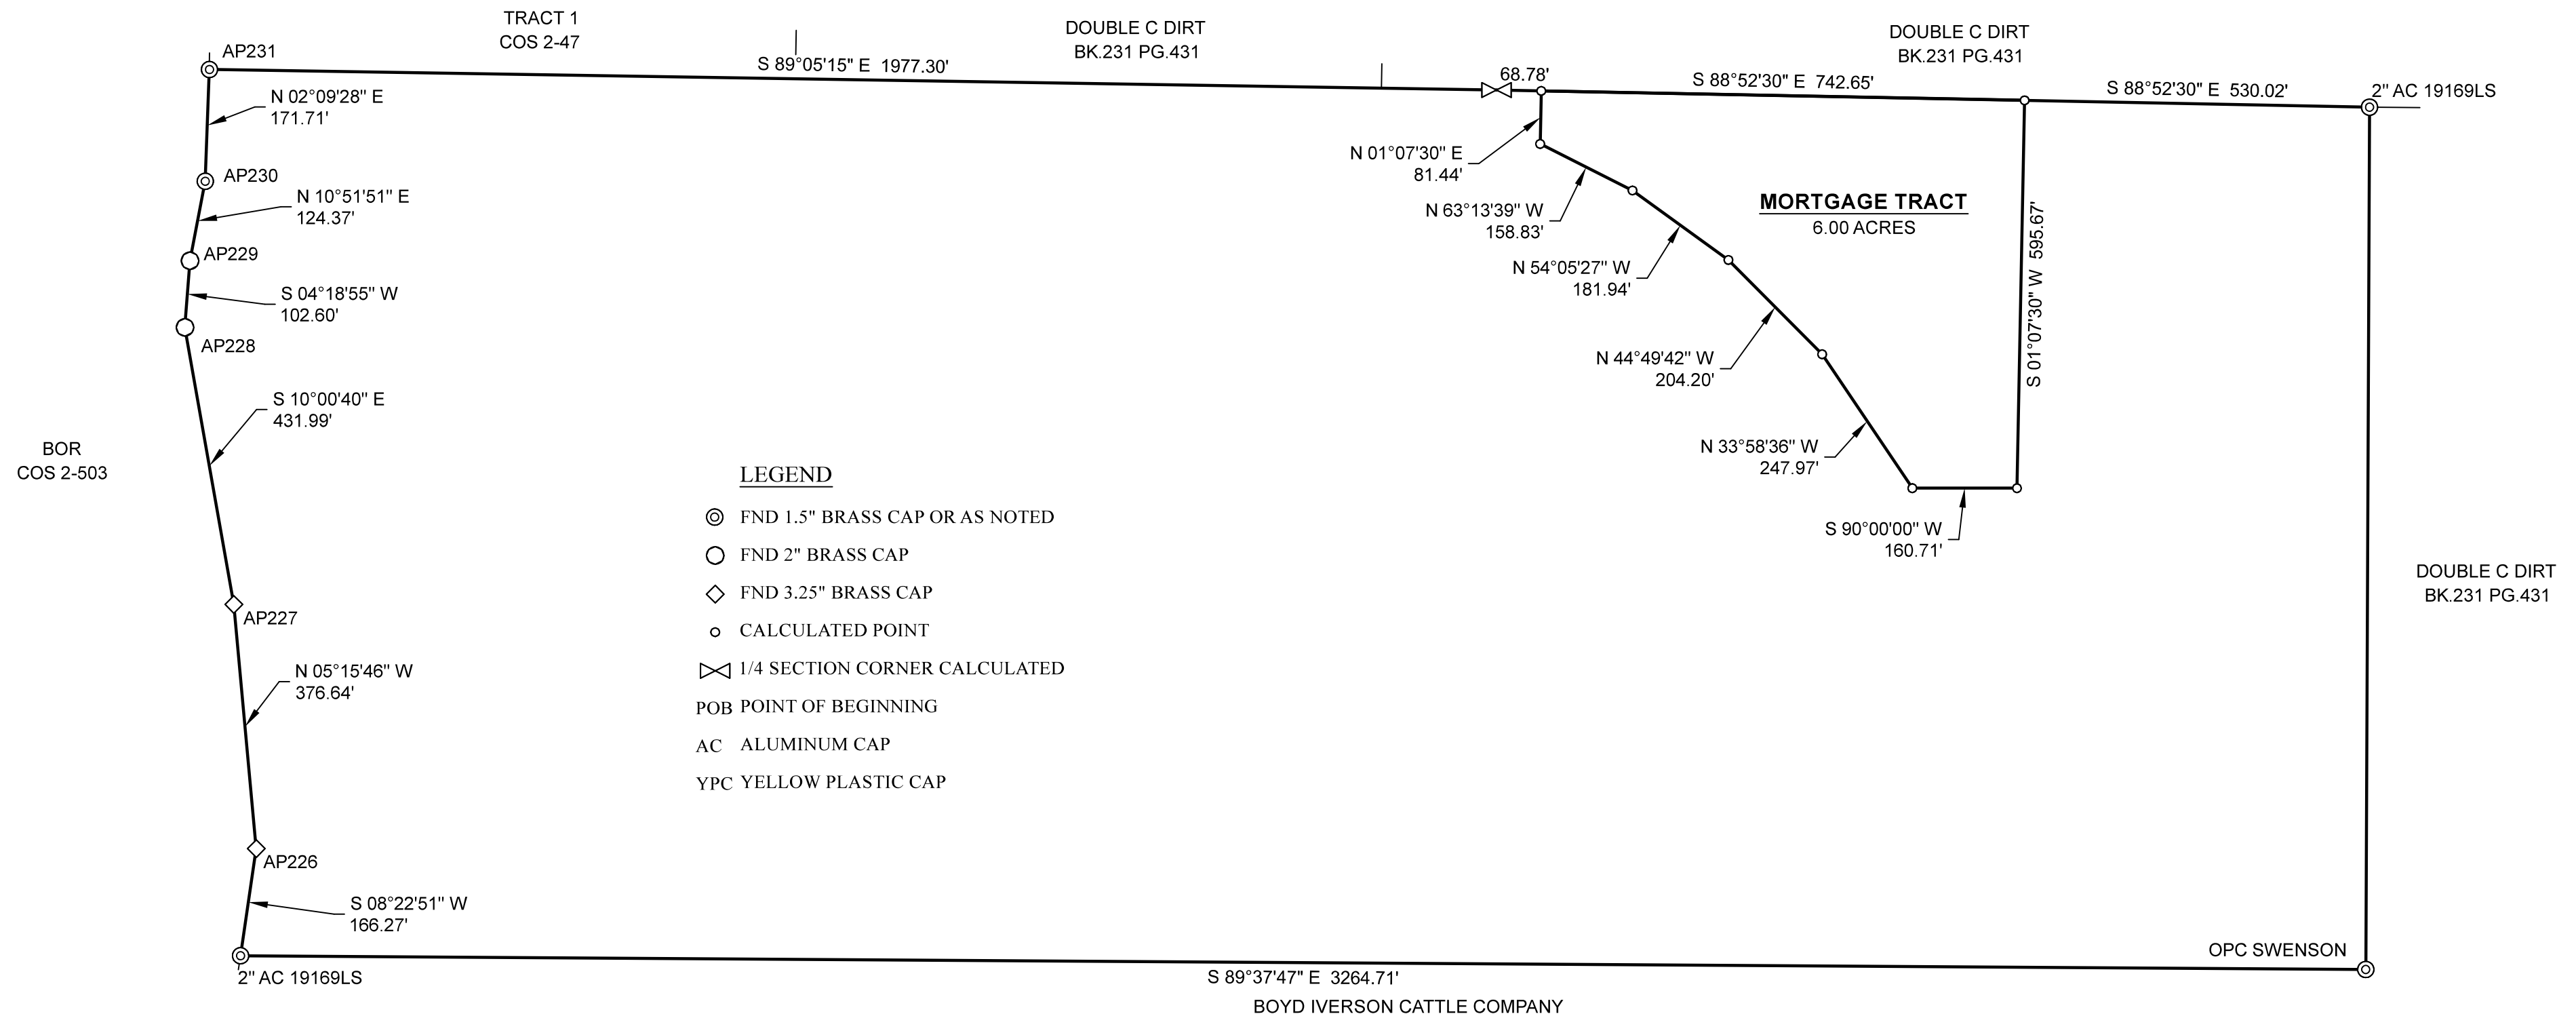 TRACT 1
COS 2-47
DOUBLE C DIRT
BK.231 PG.431
DOUBLE C DIRT
BK.231 PG.431
AP231
S 89°05'15" E 1977.30'
68.78'
S 88°52'30" E 742.65'
S 88°52'30" E 530.02'
2" AC 19169LS
N 02°09'28" E
171.71'
AP230
N 10°51'51" E
124.37'
AP229
S 04°18'55" W
102.60'
AP228
S 10°00'40" E
431.99'
BOR
COS 2-503
AP227
N 05°15'46" W
376.64'
AP226
S 08°22'51" W
166.27'
2" AC 19169LS
N 01°07'30" E
81.44'
N 63°13'39" W
158.83'
N 54°05'27" W
181.94'
N 44°49'42" W
204.20'
N 33°58'36" W
247.97'
S 90°00'00" W
160.71'
MORTGAGE TRACT
6.00 ACRES
S 01°07'30" W 595.67'
DOUBLE C DIRT
BK.231 PG.431
LEGEND
FND 1.5" BRASS CAP OR AS NOTED
FND 2" BRASS CAP
FND 3.25" BRASS CAP
CALCULATED POINT
1/4 SECTION CORNER CALCULATED
POB POINT OF BEGINNING
AC ALUMINUM CAP
YPC YELLOW PLASTIC CAP
OPC SWENSON
S 89°37'47" E 3264.71'
BOYD IVERSON CATTLE COMPANY